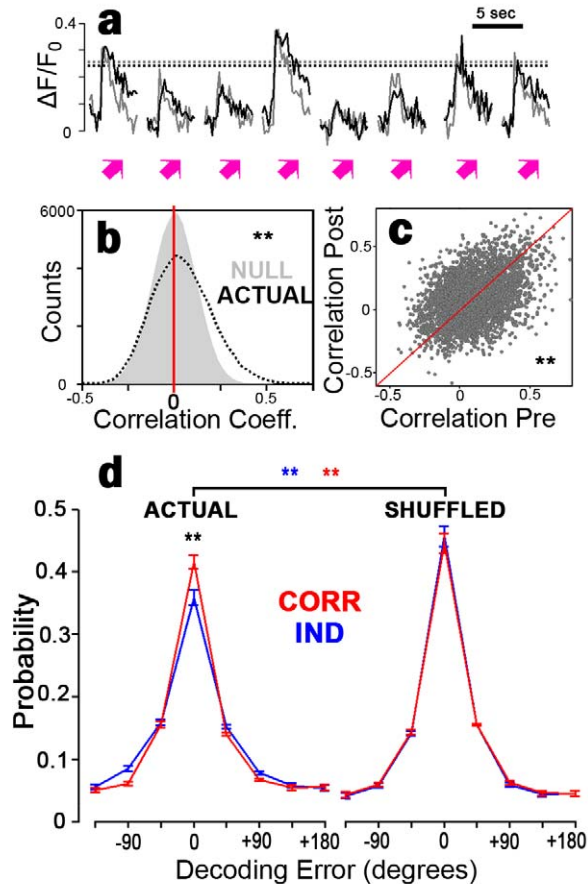 a
0.4
0
ΔF/F0
5 sec
b
6000
0
Counts
**
NULL
ACTUAL
-0.5
0
0.5
Correlation Coeff.
c
0.5
0
-0.5
Correlation Post
**
-0.5
0
0.5
Correlation Pre
d
** **
ACTUAL
SHUFFLED
**
CORR
IND
0.5
0.4
0.3
0.2
0.1
0
Probability
-90 0 +90 +180
-90 0 +90 +180
Decoding Error (degrees)